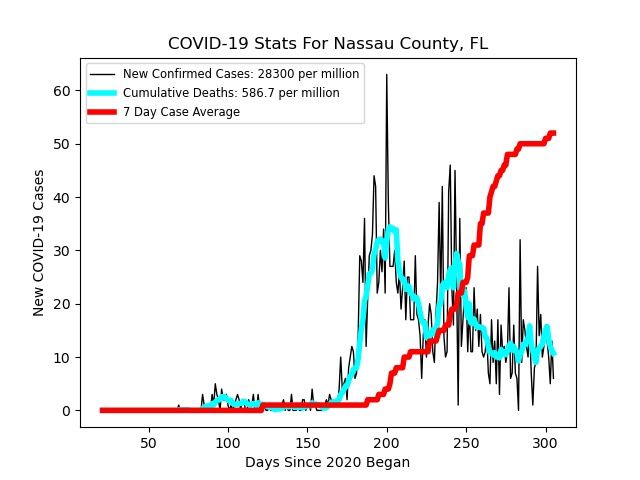 COVID-19 Stats For Nassau County, FL
New Confirmed Cases: 28300 per million
Cumulative Deaths: 586.7 per million
7 Day Case Average
60
50
40
30
20
10
0
New COVID-19 Cases
50 100 150 200 250 300
Days Since 2020 Began